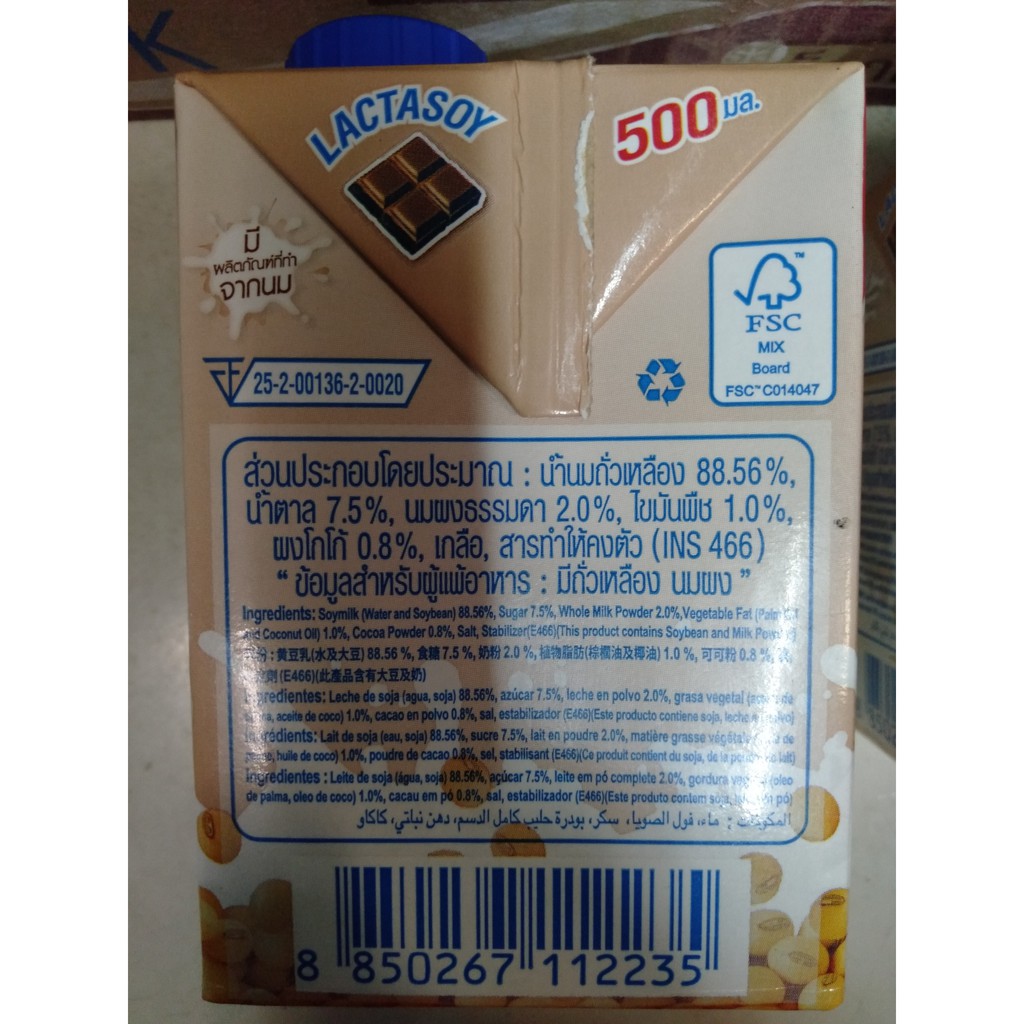 K
LACTASOY
500 มล.
มี
ผลิตภัณฑ์ที่ทำ
จากนม
25-2-00136-2-0020
FSC™
MIX
Board
FSC™ C014047
ส่วนประกอบโดยประมาณ : น้ำนมถั่วเหลือง 88.56%,
น้ำตาล 7.5%, นมผงธรรมดา 2.0%, ไขมันพืช 1.0%,
ผงโกโก้ 0.8%, เกลือ, สารทำให้คงตัว (INS 466)
“ ข้อมูลสำหรับผู้แพ้อาหาร : มีถั่วเหลือง นมผง ”
Ingredients: Soymilk (Water and Soybean) 88.56%, Sugar 7.5%, Whole Milk Powder 2.0%,Vegetable Fat (Palm Oil
and Coconut Oil) 1.0%, Cocoa Powder 0.8%, Salt, Stabilizer(E466)(This product contains Soybean and Milk Powder)
: 黄豆乳(水及大豆) 88.56 %, 食糖 7.5 %, 奶粉 2.0 %, 植物脂肪(棕櫚油及椰油) 1.0 %, 可可粉 0.8 %,
(E466)(此產品含有大豆及奶)
Ingredientes: Leche de soja (agua, soja) 88.56%, azúcar 7.5%, leche en polvo 2.0%, grasa vegetal
aceite de coco) 1.0%, cacao en polvo 0.8%, sal, estabilizador (E466)(Este producto contiene soja, leche
Ingrédients: Lait de soja (eau, soja) 88.56%, sucre 7.5%, lait en poudre 2.0%, matière grasse végétale de
huile de coco) 1.0%, poudre de cacao 0.8%, sel, stabilisant (E466)(Ce produit contient du soja, de la lait)
Ingredientes : Leite de soja (água, soja) 88.56%, açúcar 7.5%, leite em pó complete 2.0%, gordura vegetal (oleo
de palma, oleo de coco) 1.0%, cacau em pó 0.8%, sal, estabilizador (E466)(Este produto contem soja, pó)
المكونات : ماء، فول الصويا، سكر، بودرة حليب كامل الدسم، دهن نباتي، كاكاو
8 850267 112235